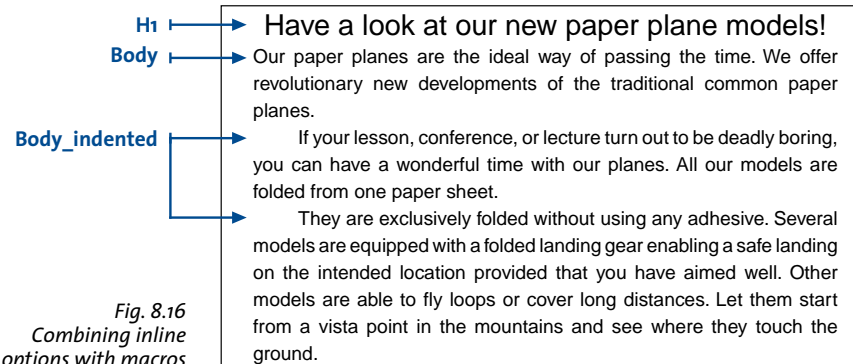 H1
Have a look at our new paper plane models!
Body
Our paper planes are the ideal way of passing the time. We offer
revolutionary new developments of the traditional common paper
planes.
Body_indented
If your lesson, conference, or lecture turn out to be deadly boring,
you can have a wonderful time with our planes. All our models are
folded from one paper sheet.
They are exclusively folded without using any adhesive. Several
models are equipped with a folded landing gear enabling a safe landing
on the intended location provided that you have aimed well. Other
models are able to fly loops or cover long distances. Let them start
from a vista point in the mountains and see where they touch the
ground.
Fig. 8.16
Combining inline
options with macros